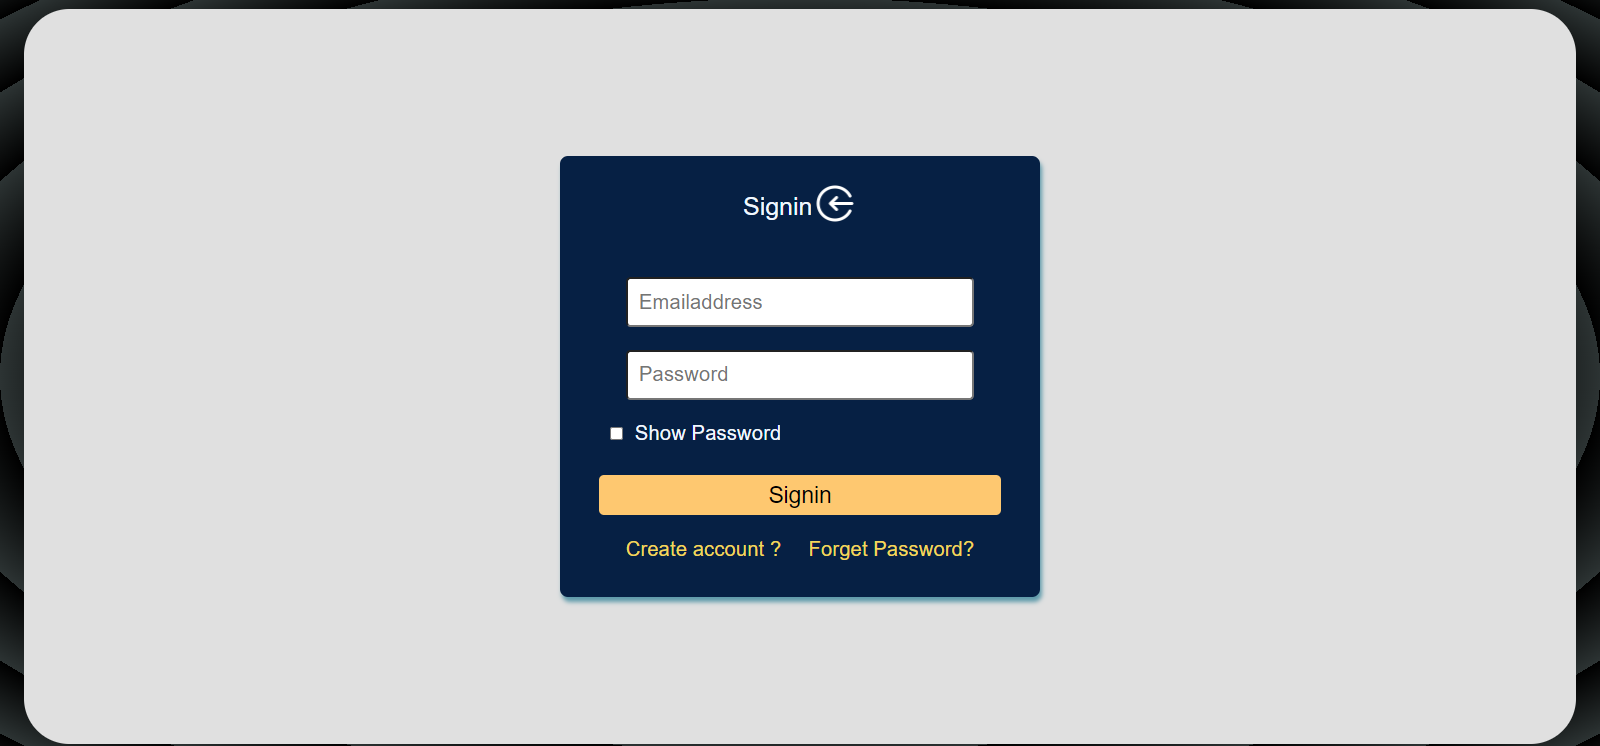 Signin
Emailaddress
Password
Show Password
Signin
Create account ? Forget Password?